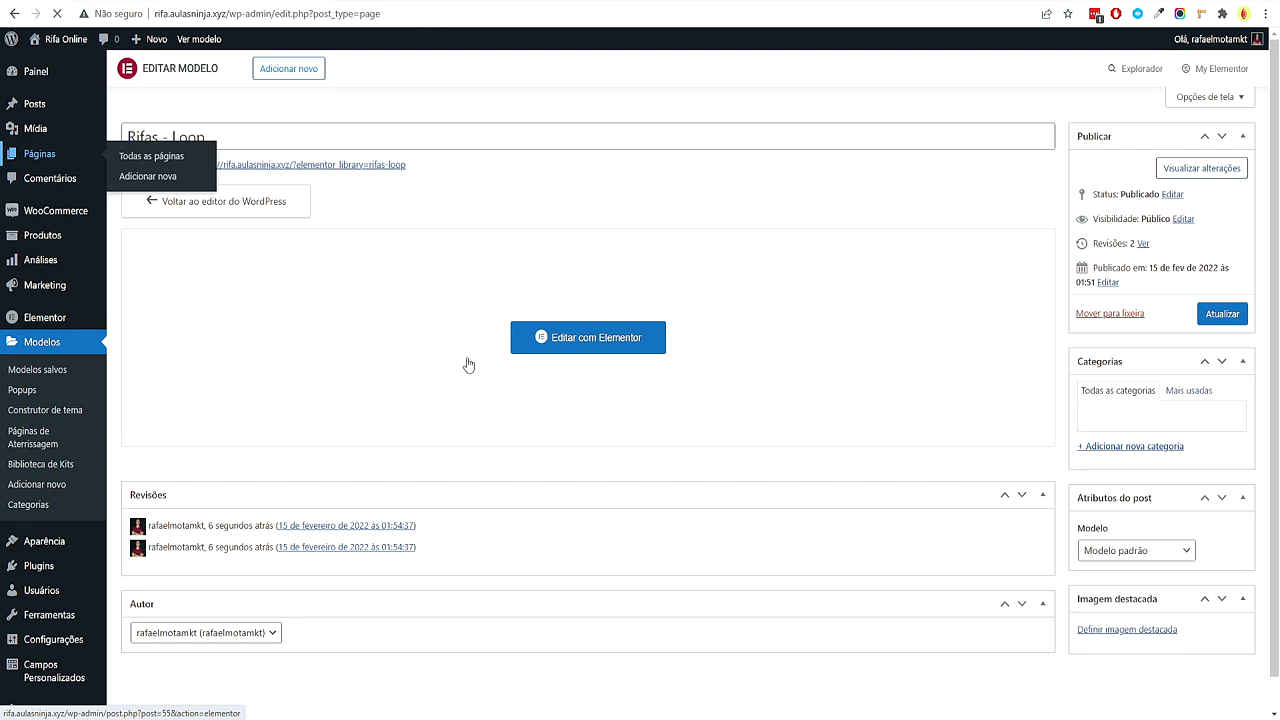 Não seguro
rifa.aulasninja.xyz/wp-admin/edit.php?post_type=page
1
Rifa Online
0
Novo
Ver modelo
Olá, rafaelmotamkt
Painel
Posts
Mídia
Páginas
Todas as páginas
Adicionar nova
Comentários
WooCommerce
Produtos
Análises
Marketing
Elementor
Modelos
Modelos salvos
Popups
Construtor de tema
Páginas de
Aterrissagem
Biblioteca de Kits
Adicionar novo
Categorias
Aparência
Plugins
Usuários
Ferramentas
Configurações
Campos
Personalizados
EDITAR MODELO
Adicionar novo
Explorador
My Elementor
Opções de tela
Rifas - Loop
//rifa.aulasninja.xyz/?elementor_library=rifas-loop
Voltar ao editor do WordPress
Editar com Elementor
Revisões
rafaelmotamkt, 6 segundos atrás (15 de fevereiro de 2022 às 01:54:37)
rafaelmotamkt, 6 segundos atrás (15 de fevereiro de 2022 às 01:54:37)
Autor
rafaelmotamkt (rafaelmotamkt)
Publicar
Visualizar alterações
Status: Publicado Editar
Visibilidade: Público Editar
Revisões: 2 Ver
Publicado em: 15 de fev de 2022 às
01:51 Editar
Mover para lixeira
Atualizar
Categorias
Todas as categorias
Mais usadas
+ Adicionar nova categoria
Atributos do post
Modelo
Modelo padrão
Imagem destacada
Definir imagem destacada
rifa.aulasninja.xyz/wp-admin/post.php?post=55&action=elementor